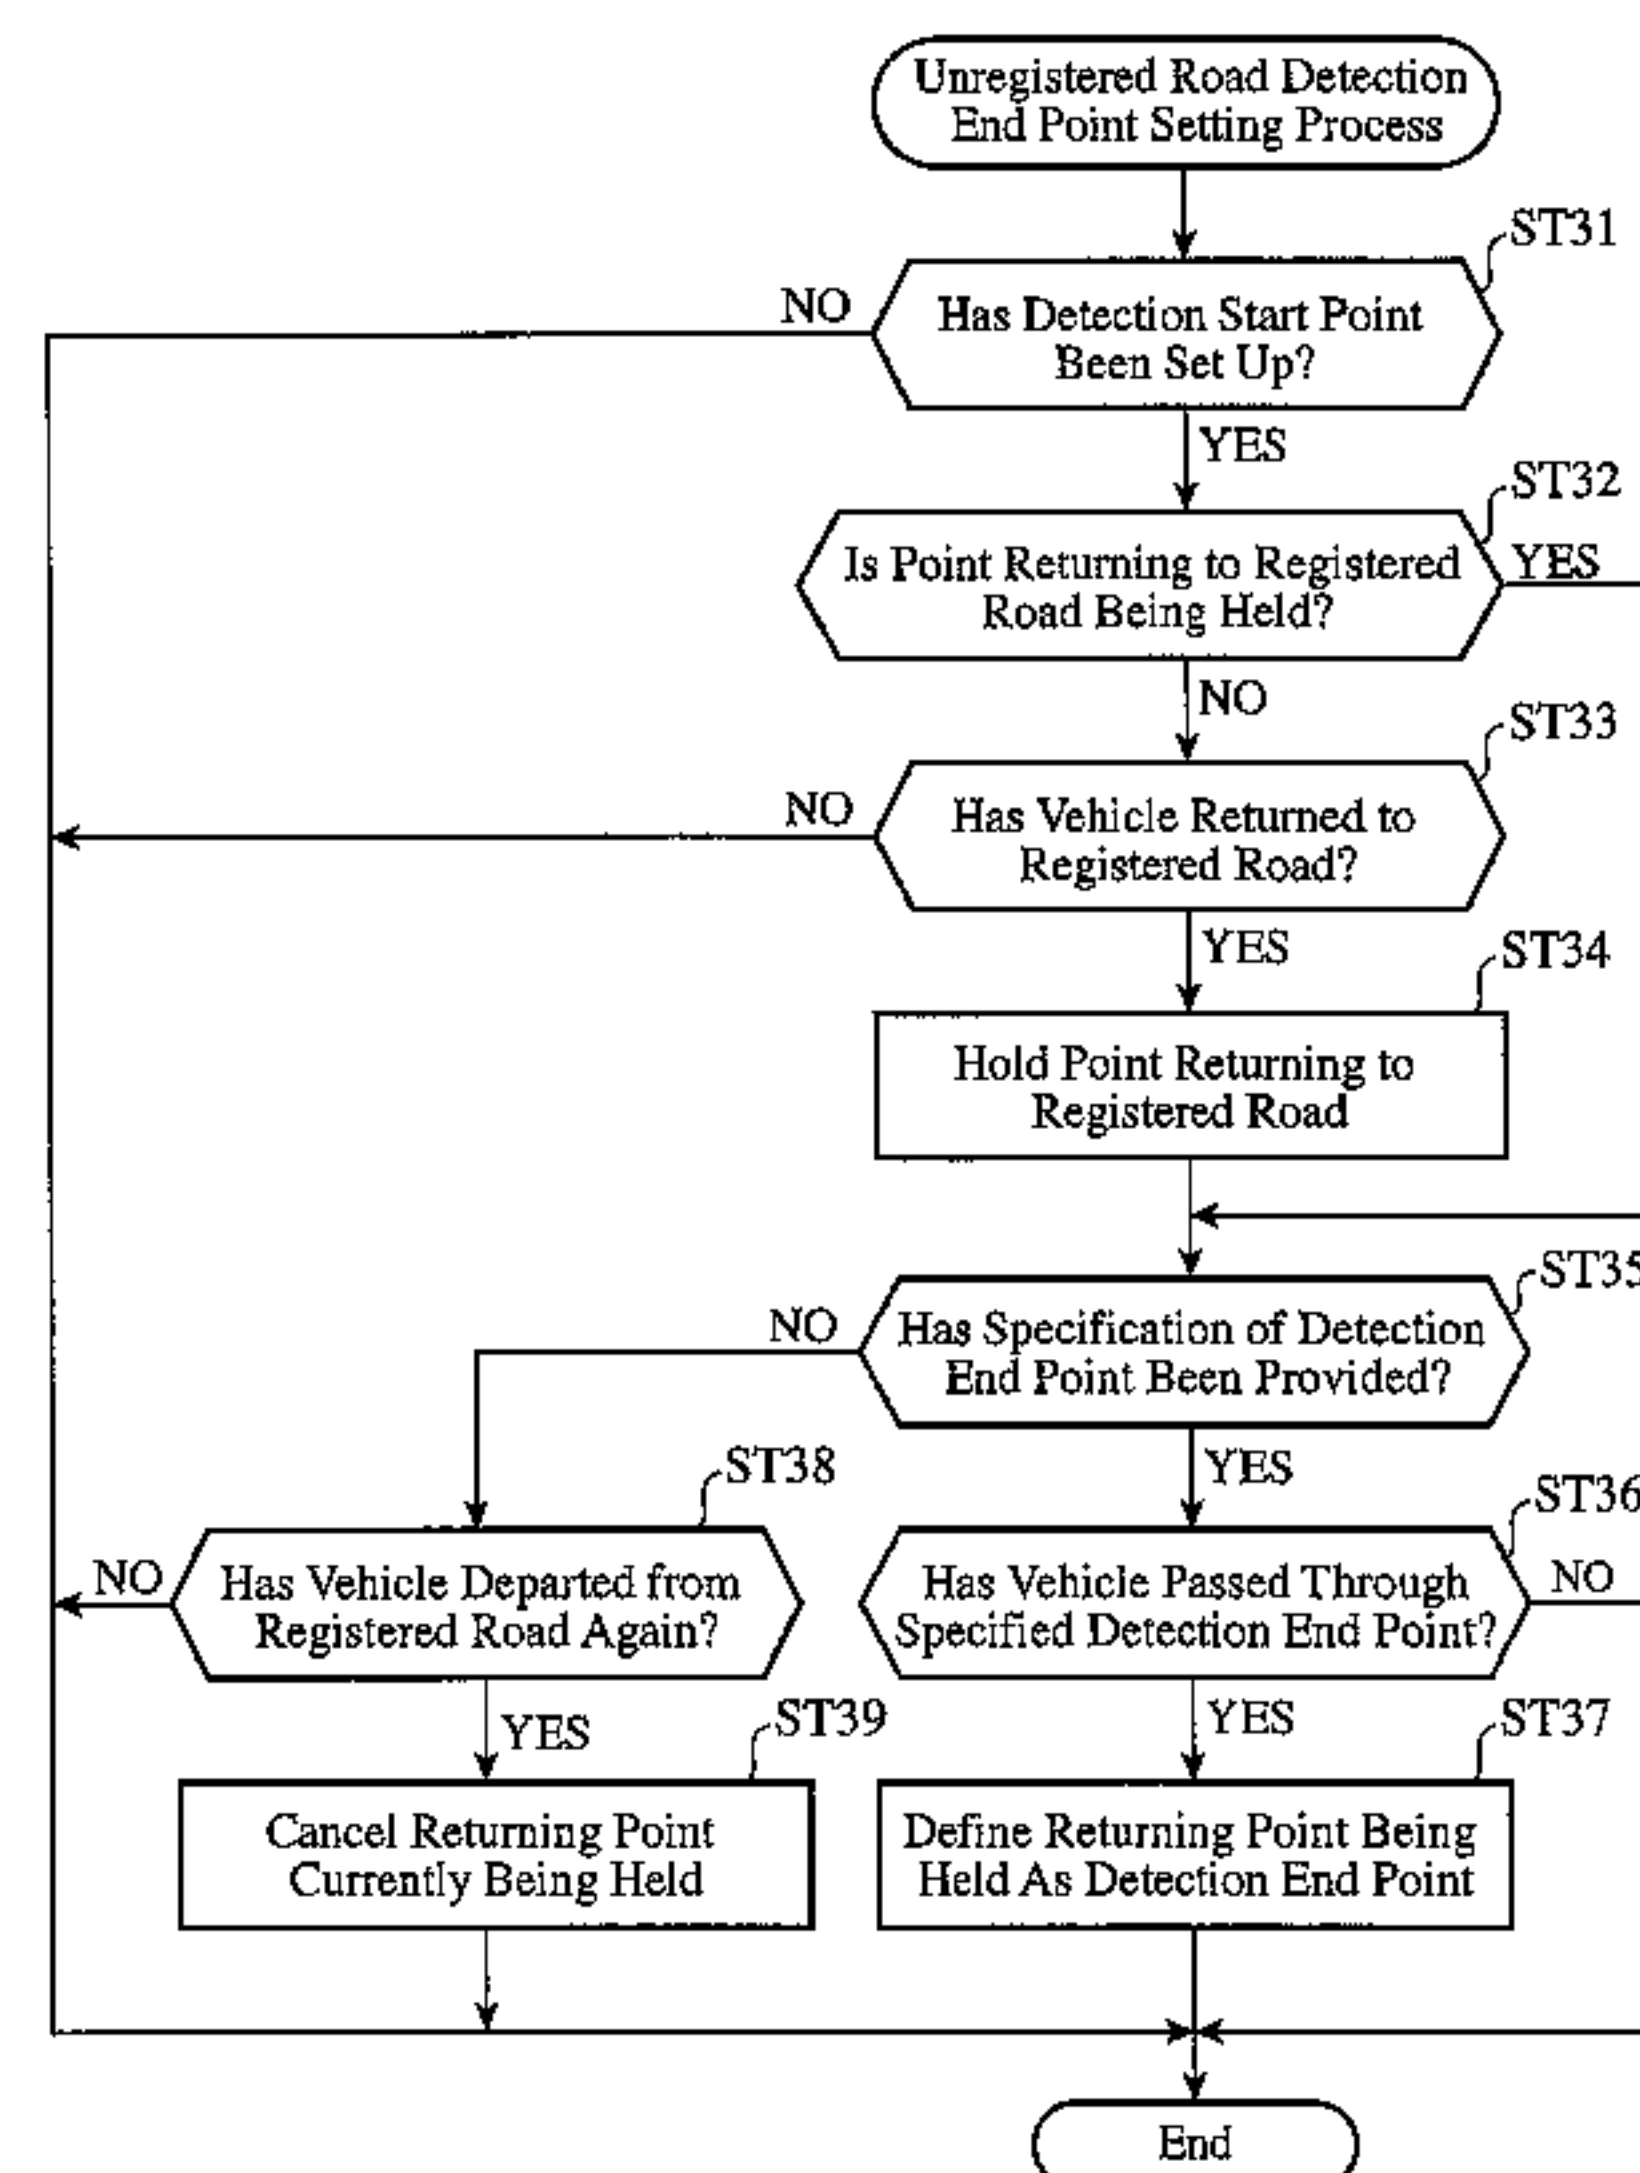 Unregistered Road Detection
End Point Setting Process
ST31
NO
Has Detection Start Point
Been Set Up?
YES
ST32
Is Point Returning to Registered
Road Being Held?
YES
NO
ST33
NO
Has Vehicle Returned to
Registered Road?
YES
ST34
Hold Point Returning to
Registered Road
ST35
NO
Has Specification of Detection
End Point Been Provided?
YES
ST38
ST36
NO
Has Vehicle Departed from
Registered Road Again?
Has Vehicle Passed Through
Specified Detection End Point?
NO
YES
ST39
YES
ST37
Cancel Returning Point
Currently Being Held
Define Returning Point Being
Held As Detection End Point
End